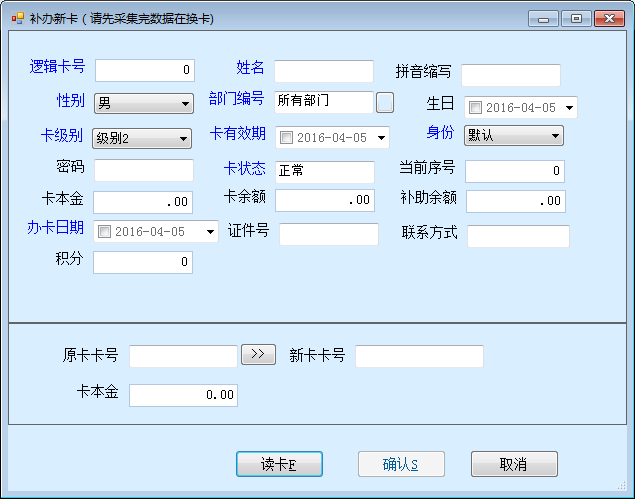 补办新卡（请先采集完数据在换卡）
逻辑卡号 0 姓名 拼音缩写
性别 男 部门编号 所有部门 生日 2016-04-05
卡级别 级别2 卡有效期 2016-04-05 身份 默认
密码 卡状态 正常 当前序号 0
卡本金 .00 卡余额 .00 补助余额 .00
办卡日期 2016-04-05 证件号 联系方式
积分 0
原卡卡号 >> 新卡卡号
卡本金 0.00
读卡F 确认S 取消